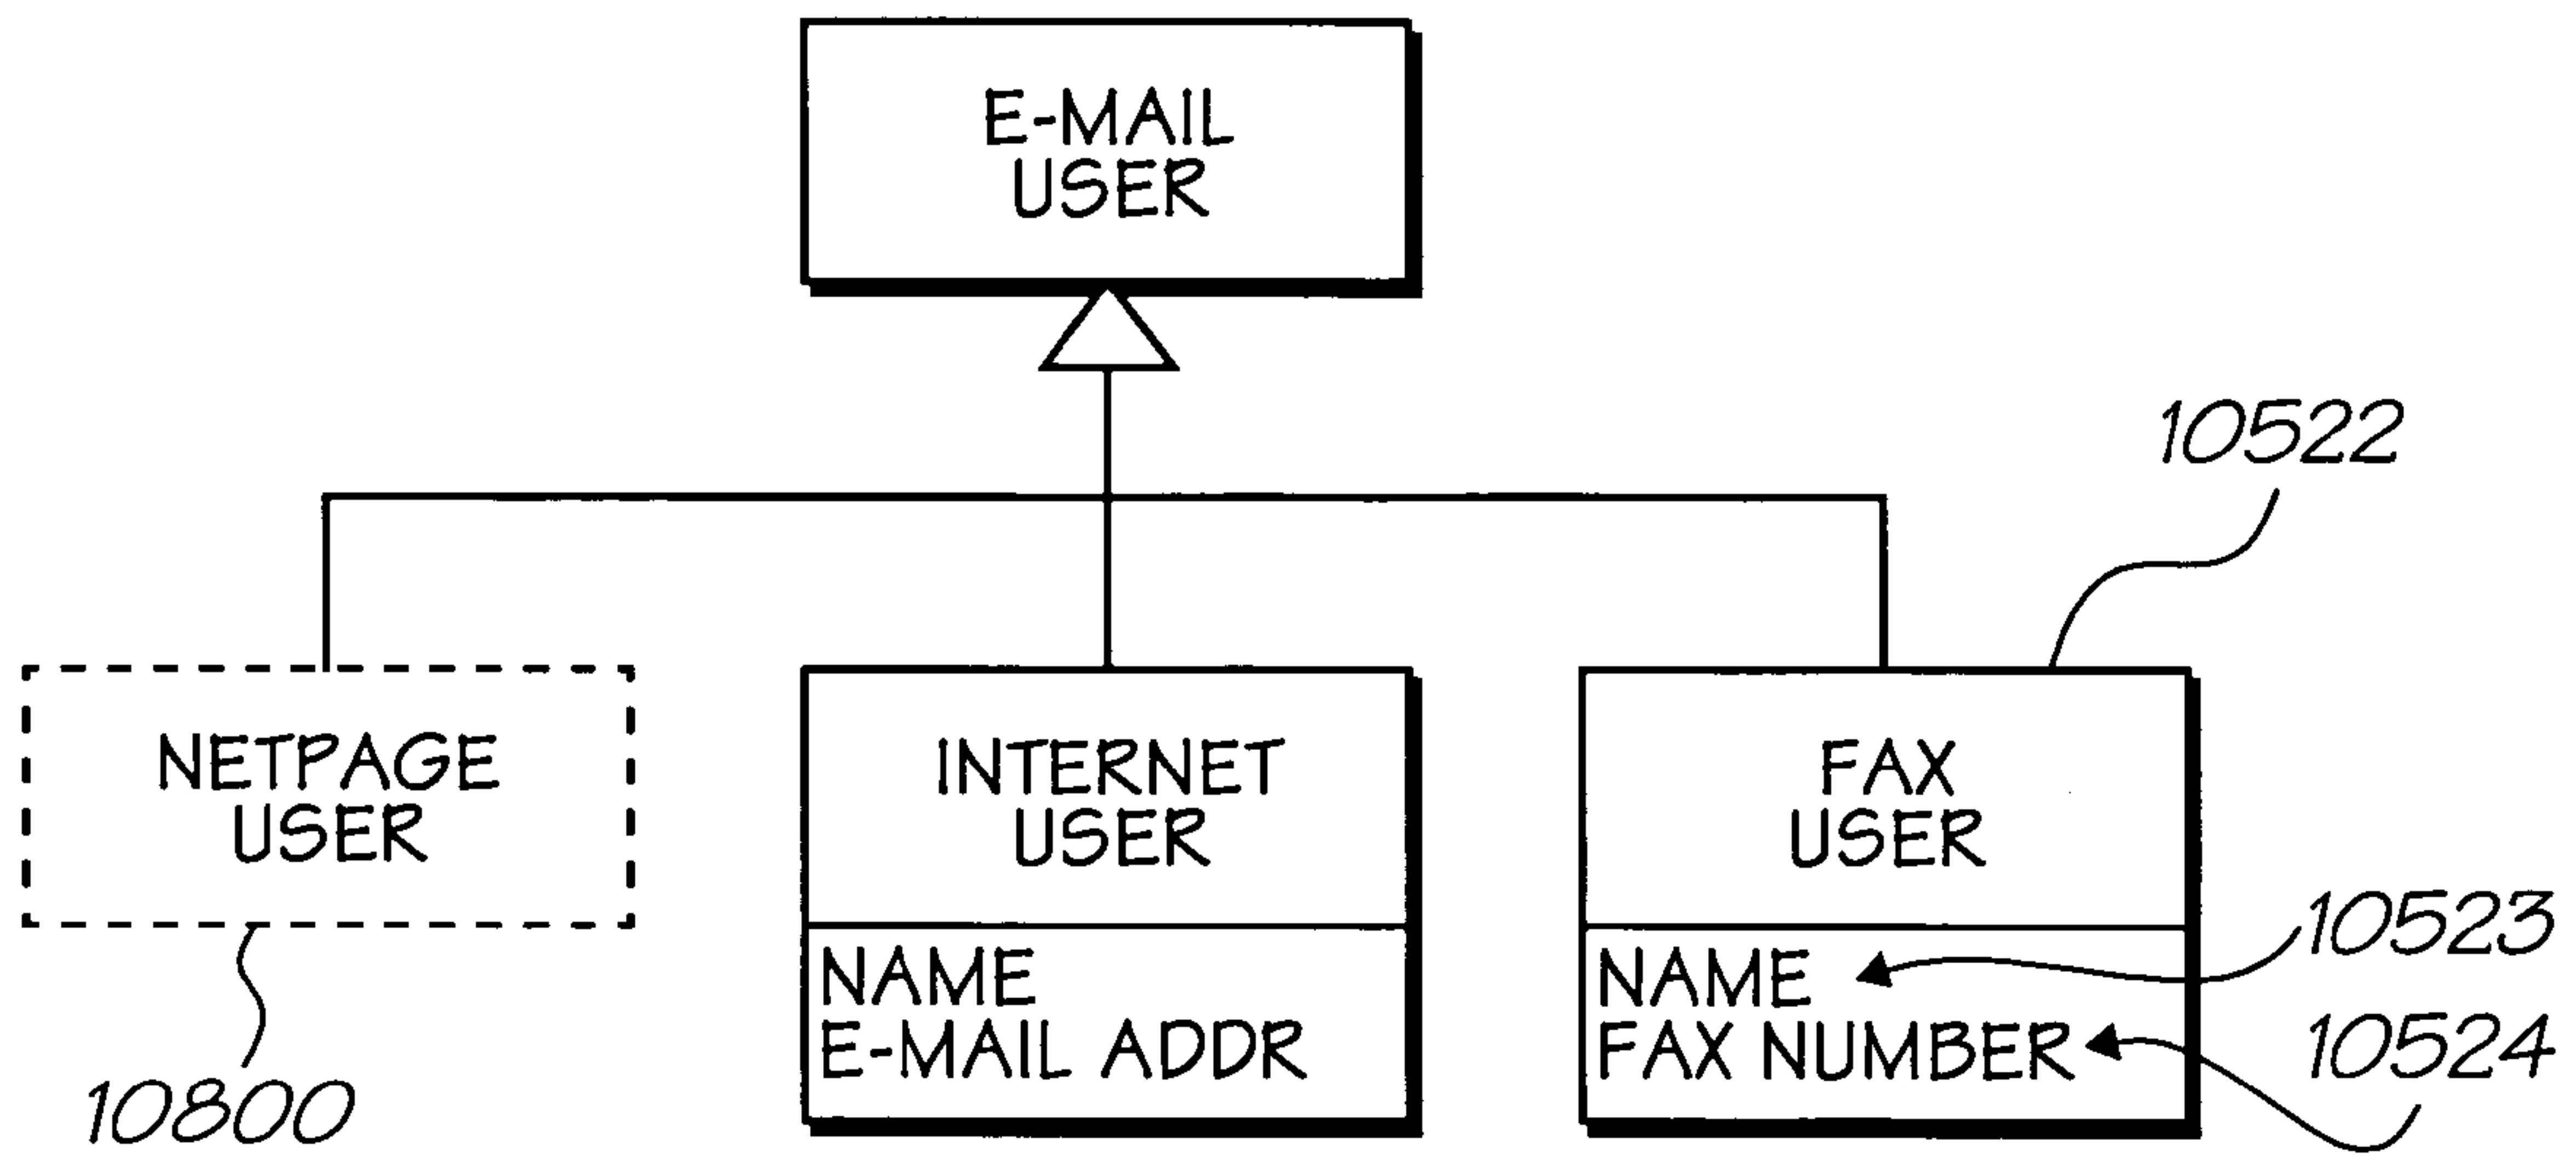 E-MAIL
USER
10522
NETPAGE
USER
INTERNET
USER
FAX
USER
NAME
E-MAIL ADDR
NAME
FAX NUMBER
10523
10524
10800